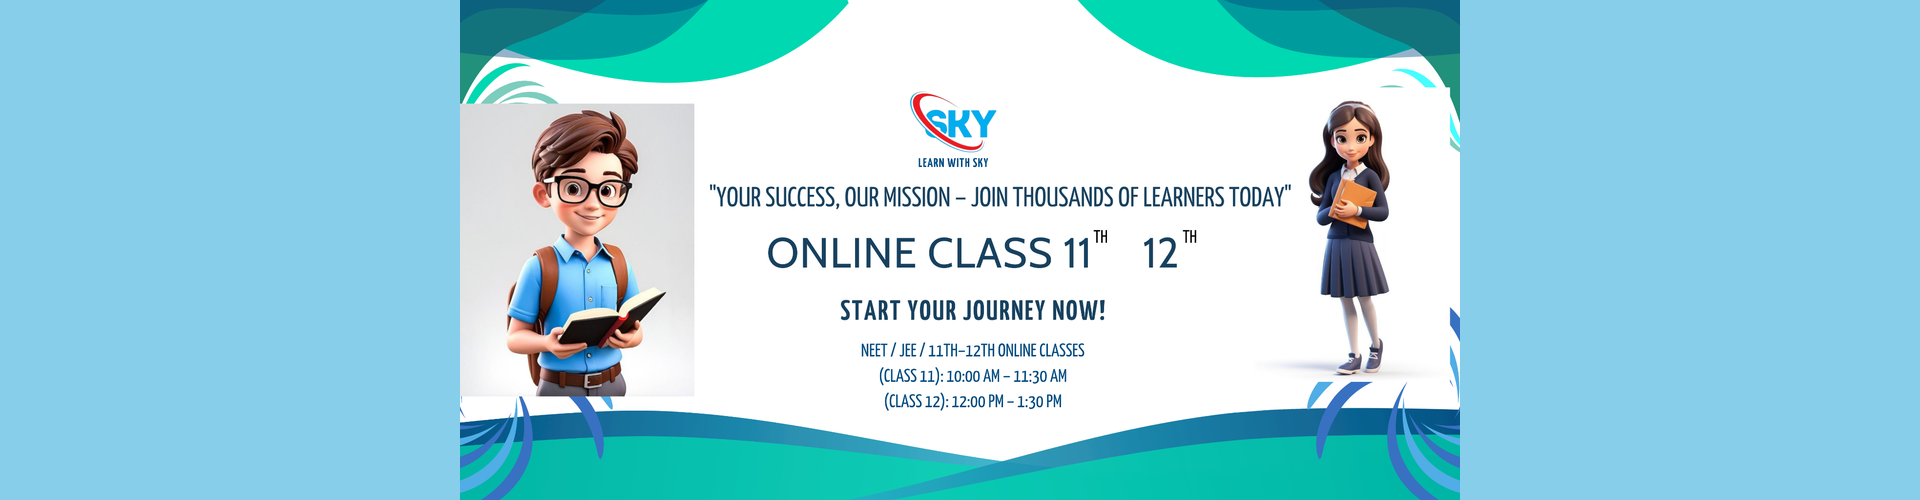 SKY
LEARN WITH SKY
"YOUR SUCCESS, OUR MISSION – JOIN THOUSANDS OF LEARNERS TODAY"
ONLINE CLASS 11TH 12TH
START YOUR JOURNEY NOW!
NEET / JEE / 11TH–12TH ONLINE CLASSES
(CLASS 11): 10:00 AM – 11:30 AM
(CLASS 12): 12:00 PM – 1:30 PM